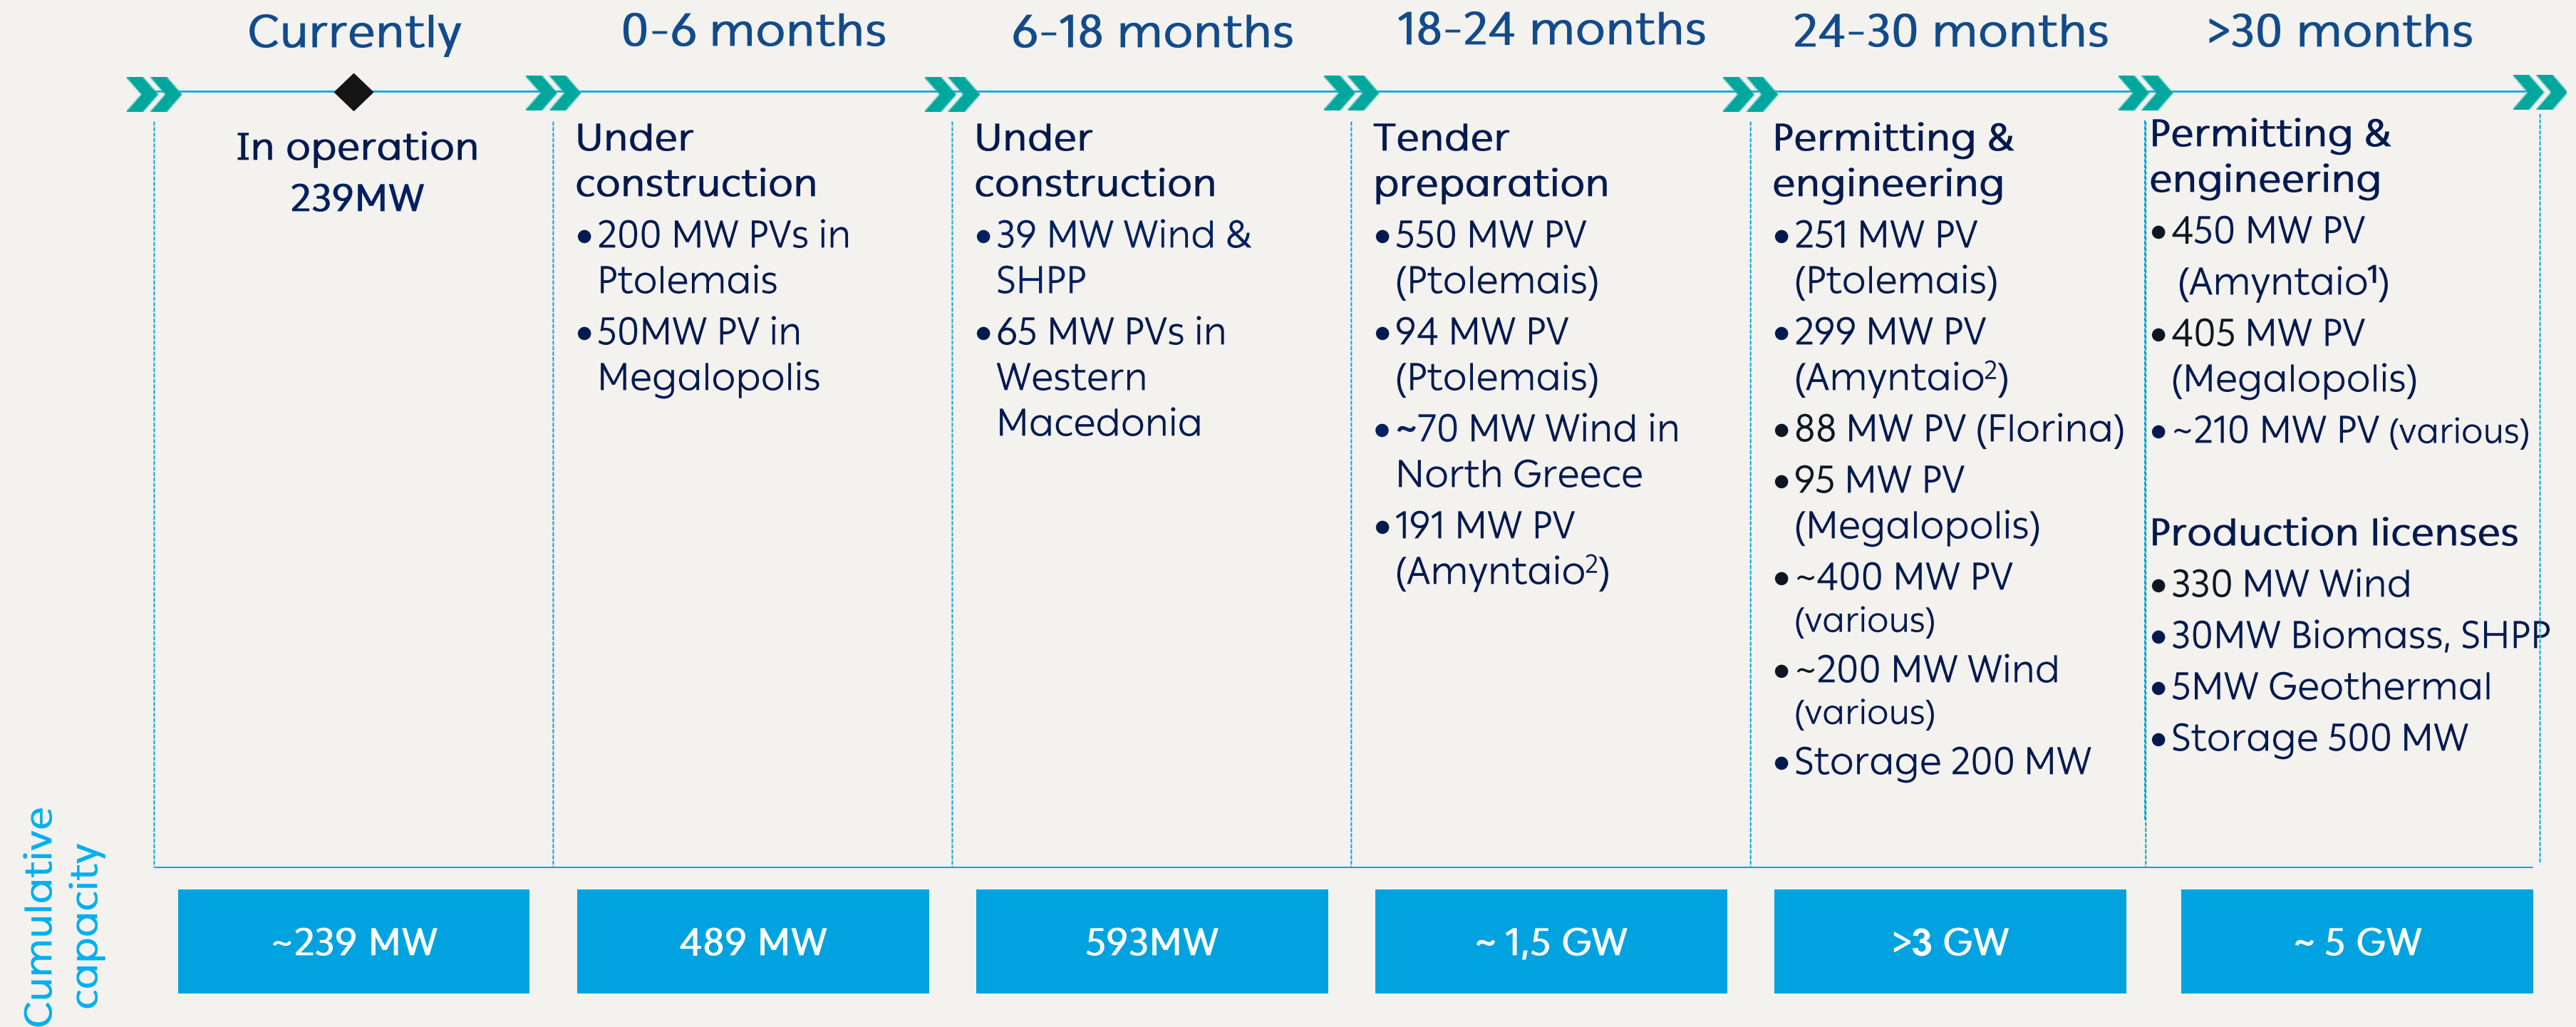 Currently
0-6 months
6-18 months
18-24 months
24-30 months
>30 months
In operation
239MW
Under
construction
•200 MW PVs in
Ptolemais
•50MW PV in
Megalopolis
Under
construction
•39 MW Wind &
SHPP
•65 MW PVs in
Western
Macedonia
Tender
preparation
•550 MW PV
(Ptolemais)
•94 MW PV
(Ptolemais)
•~70 MW Wind in
North Greece
•191 MW PV
(Amyntaio²)
Permitting &
engineering
•251 MW PV
(Ptolemais)
•299 MW PV
(Amyntaio²)
•88 MW PV (Florina)
•95 MW PV
(Megalopolis)
•~400 MW PV
(various)
•~200 MW Wind
(various)
•Storage 200 MW
Permitting &
engineering
•450 MW PV
(Amyntaio¹)
•405 MW PV
(Megalopolis)
•~210 MW PV (various)
Production licenses
•330 MW Wind
•30MW Biomass, SHPP
•5MW Geothermal
•Storage 500 MW
Cumulative
capacity
~239 MW
489 MW
593MW
~ 1,5 GW
>3 GW
~ 5 GW